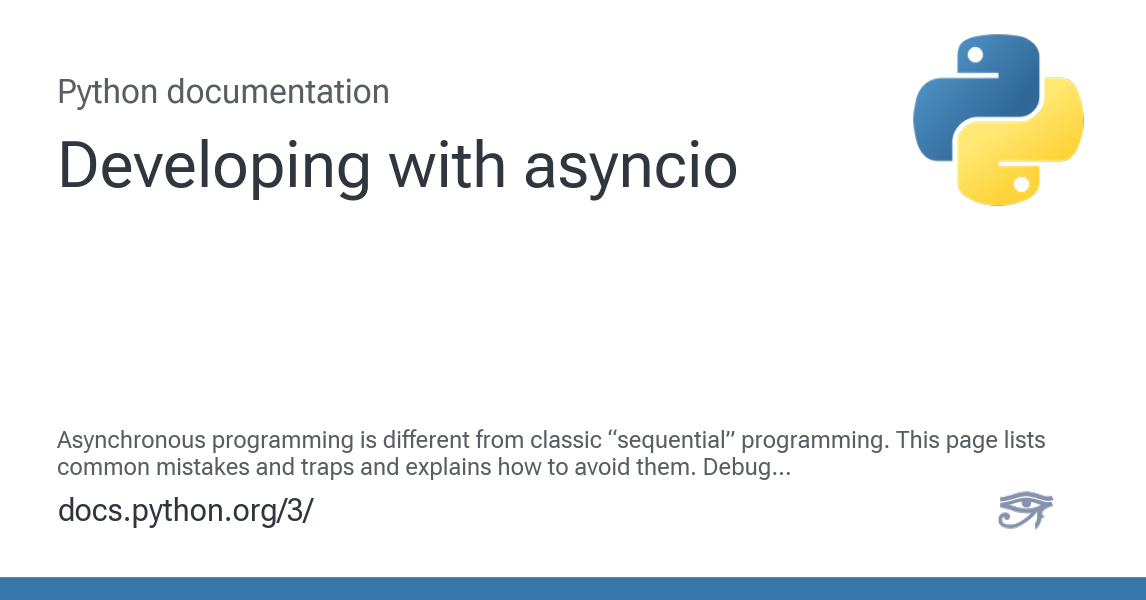 Python documentation
Developing with asyncio
Asynchronous programming is different from classic “sequential” programming. This page lists
common mistakes and traps and explains how to avoid them. Debug...
docs.python.org/3/